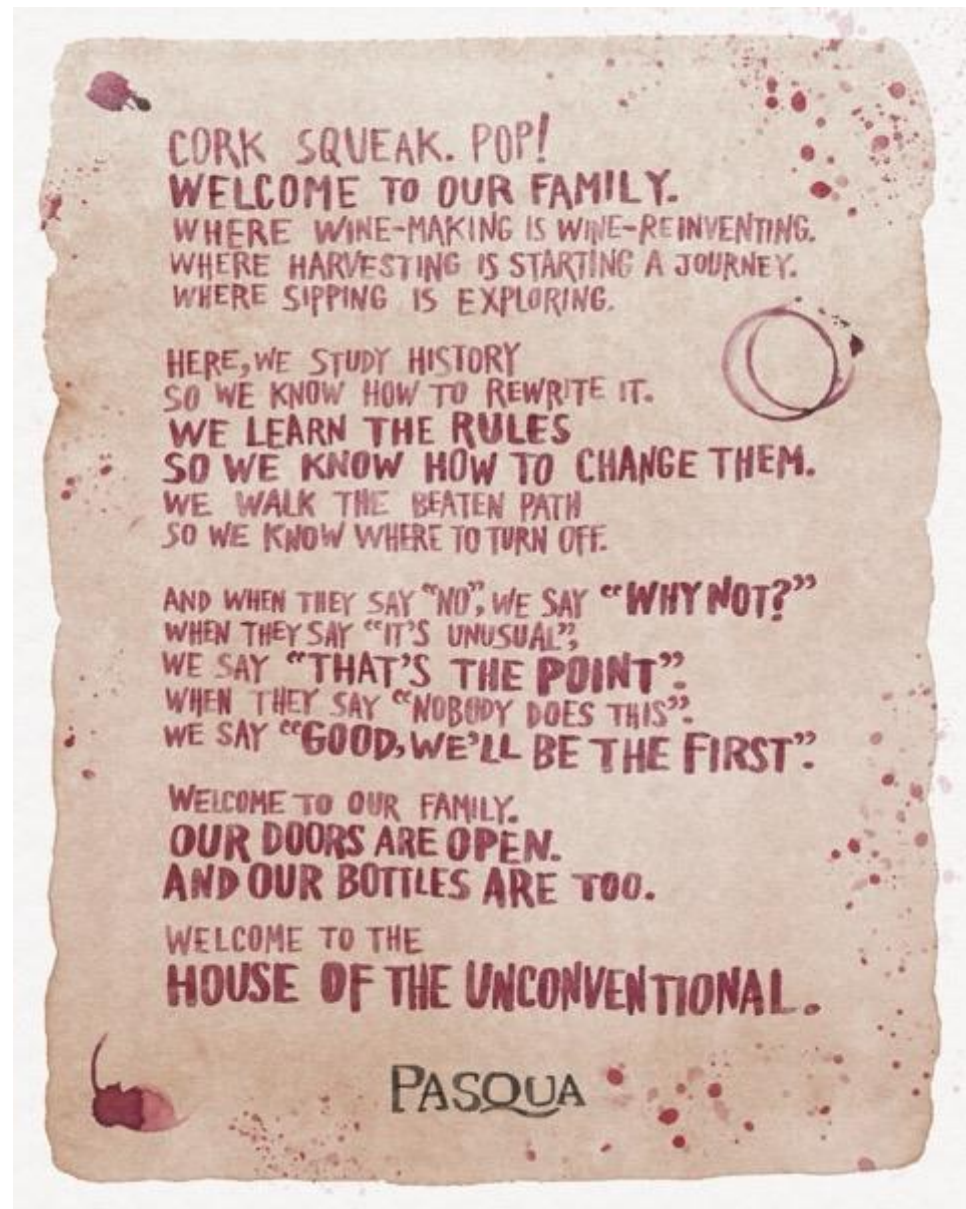 CORK SQUEAK. POP!
WELCOME TO OUR FAMILY.
WHERE WINE-MAKING IS WINE-REINVENTING.
WHERE HARVESTING IS STARTING A JOURNEY.
WHERE SIPPING IS EXPLORING.
HERE, WE STUDY HISTORY
SO WE KNOW HOW TO REWRITE IT.
WE LEARN THE RULES
SO WE KNOW HOW TO CHANGE THEM.
WE WALK THE BEATEN PATH
SO WE KNOW WHERE TO TURN OFF.
AND WHEN THEY SAY “NO”, WE SAY “WHY NOT?”
WHEN THEY SAY “IT'S UNUSUAL”,
WE SAY “THAT'S THE POINT”.
WHEN THEY SAY “NOBODY DOES THIS”.
WE SAY “GOOD, WE'LL BE THE FIRST”.
WELCOME TO OUR FAMILY.
OUR DOORS ARE OPEN.
AND OUR BOTTLES ARE TOO.
WELCOME TO THE
HOUSE OF THE UNCONVENTIONAL.
PASQUA